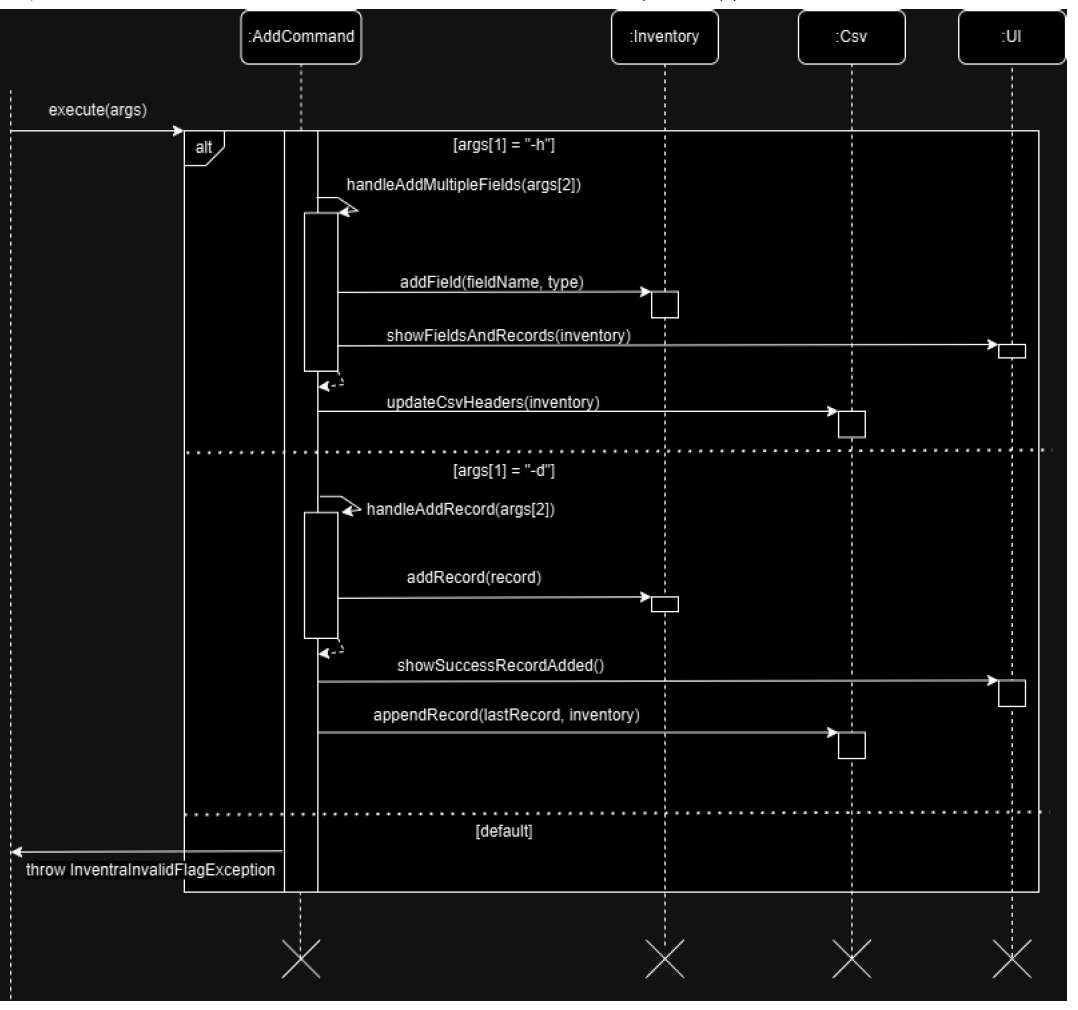 :AddCommand
:Inventory
:Csv
:UI
execute(args)
alt
[args[1] = "-h"]
handleAddMultipleFields(args[2])
addField(fieldName, type)
showFieldsAndRecords(inventory)
updateCsvHeaders(inventory)
[args[1] = "-d"]
handleAddRecord(args[2])
addRecord(record)
showSuccessRecordAdded()
appendRecord(lastRecord, inventory)
[default]
throw InventraInvalidFlagException